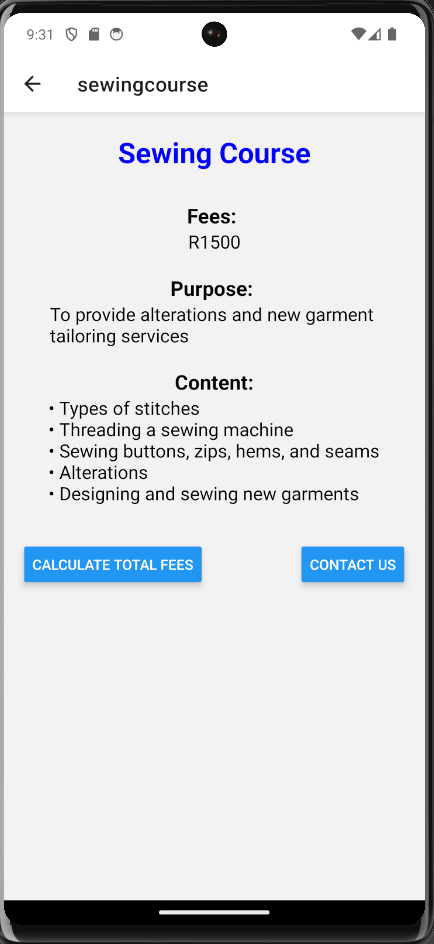 9:31
sewingcourse
Sewing Course
Fees:
R1500
Purpose:
To provide alterations and new garment
tailoring services
Content:
• Types of stitches
• Threading a sewing machine
• Sewing buttons, zips, hems, and seams
• Alterations
• Designing and sewing new garments
CALCULATE TOTAL FEES
CONTACT US